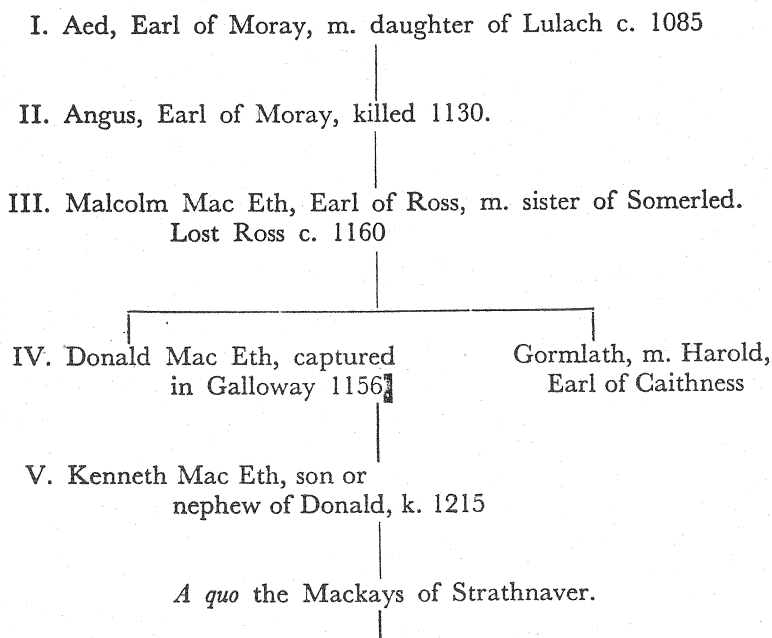 I. Aed, Earl of Moray, m. daughter of Lulach c. 1085
II. Angus, Earl of Moray, killed 1130.
III. Malcolm Mac Eth, Earl of Ross, m. sister of Somerled.
Lost Ross c. 1160
IV. Donald Mac Eth, captured
in Galloway 1156
Gormlath, m. Harold,
Earl of Caithness
V. Kenneth Mac Eth, son or
nephew of Donald, k. 1215
A quo the Mackays of Strathnaver.